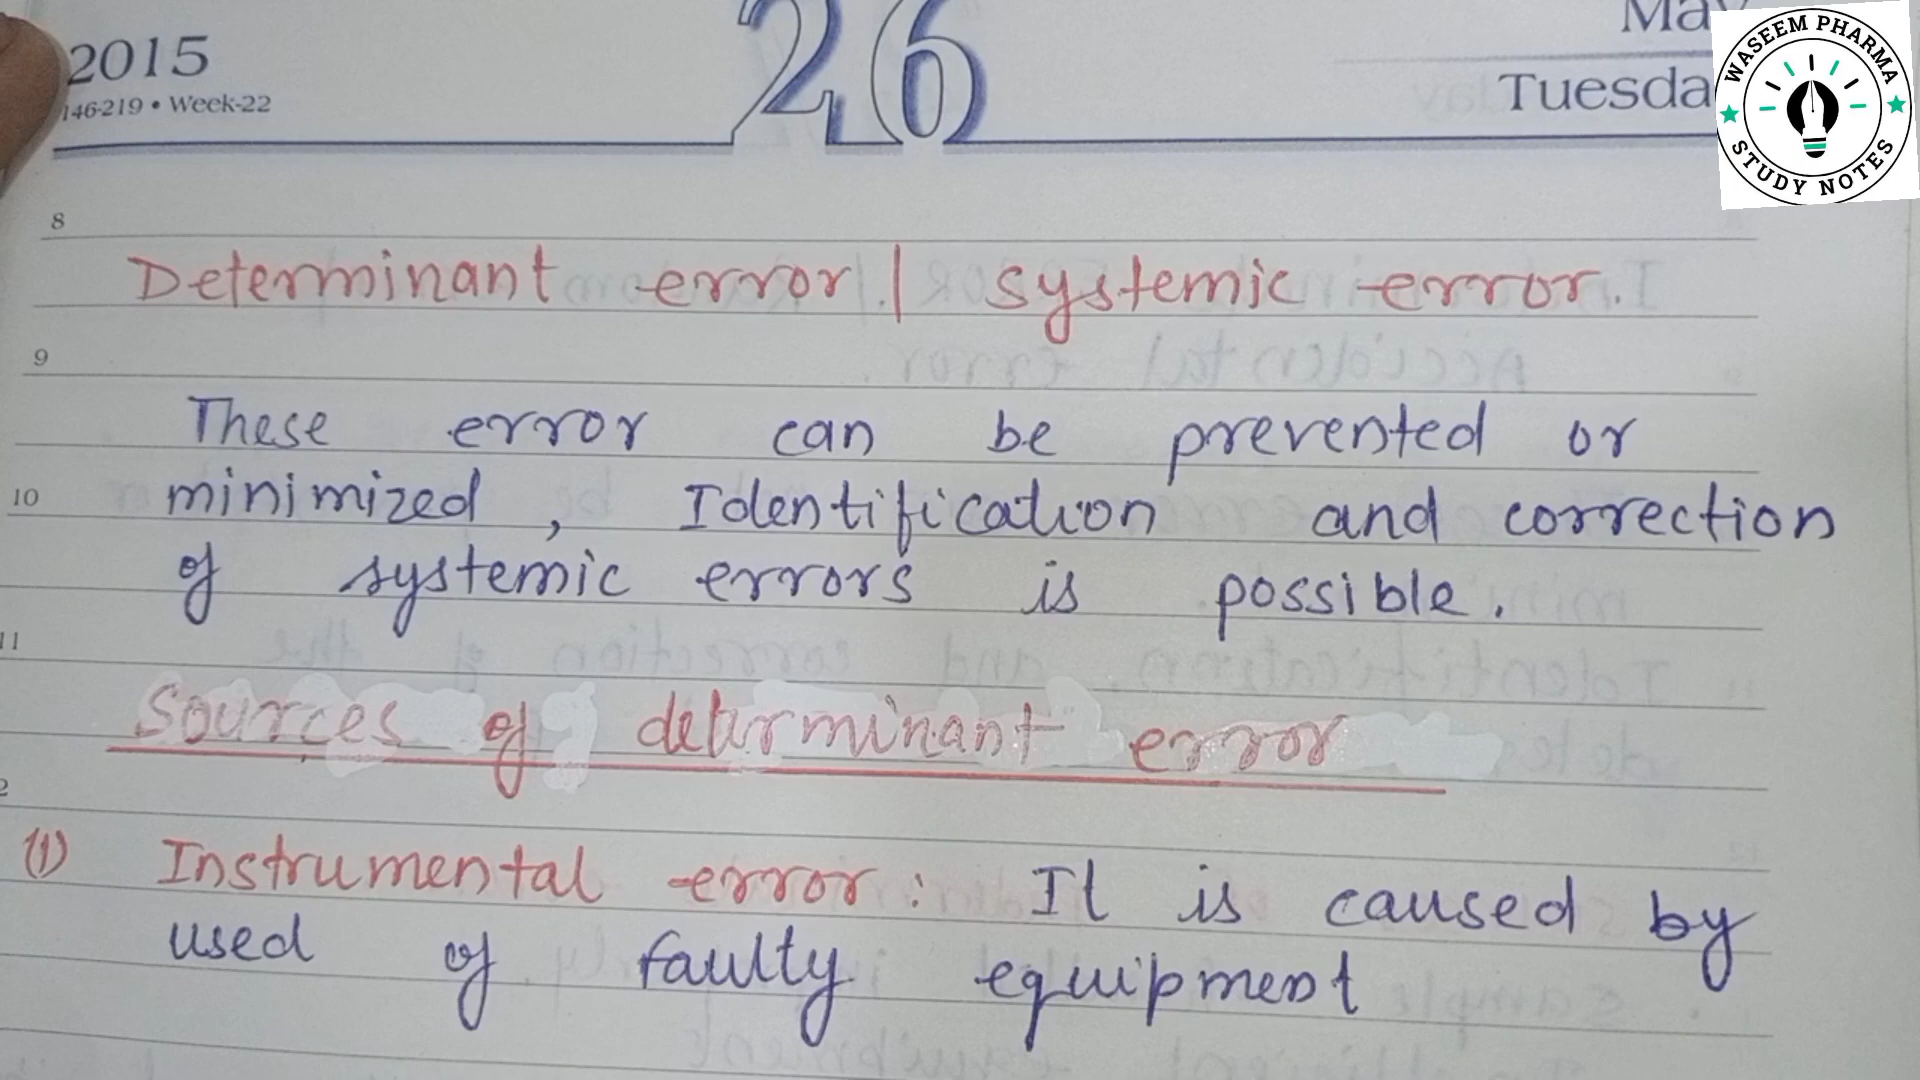 2015
146-219 • Week-22
26
Tuesda
WASEEM PHARMA
STUDY NOTES
8
Determinant error | systemic error.
9
These error can be prevented or
10
minimized, Identification and correction
of systemic errors is possible.
11
Sources of determinant error
(1) Instrumental error : It is caused by
used of faulty equipment